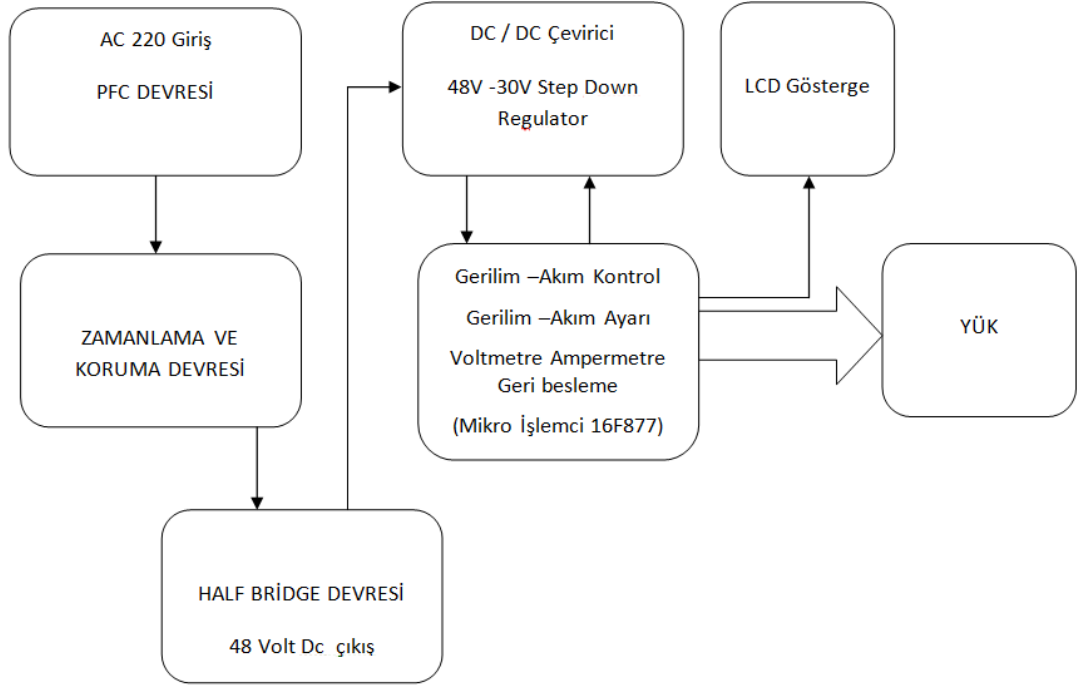 AC 220 Giriş
PFC DEVRESİ
ZAMANLAMA VE
KORUMA DEVRESİ
HALF BRİDGE DEVRESİ
48 Volt Dc çıkış
DC / DC Çevirici
48V -30V Step Down
Regulator
Gerilim –Akım Kontrol
Gerilim –Akım Ayarı
Voltmetre Ampermetre
Geri besleme
(Mikro İşlemci 16F877)
LCD Gösterge
YÜK